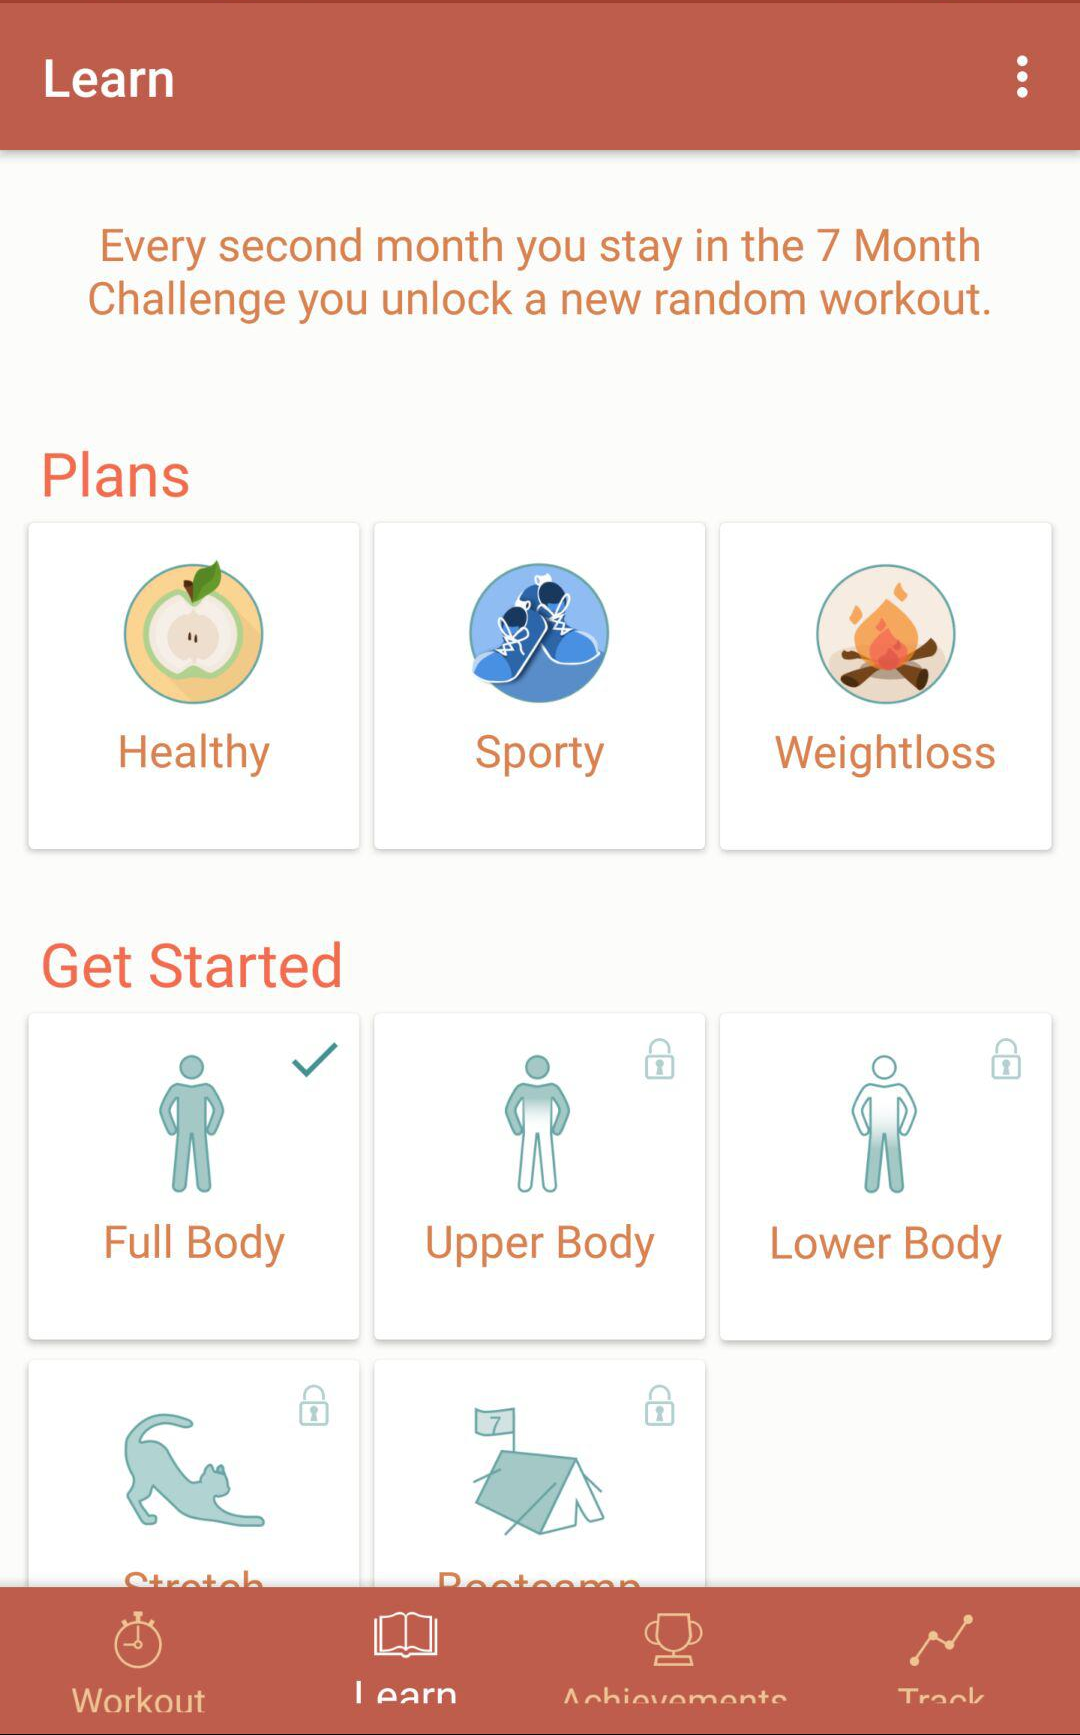 Learn
Every second month you stay in the 7 Month
Challenge you unlock a new random workout.
Plans
Healthy Sporty Weightloss
Get Started
Full Body Upper Body Lower Body
7
Stretch Bootcamp
Workout Learn Achievements Track